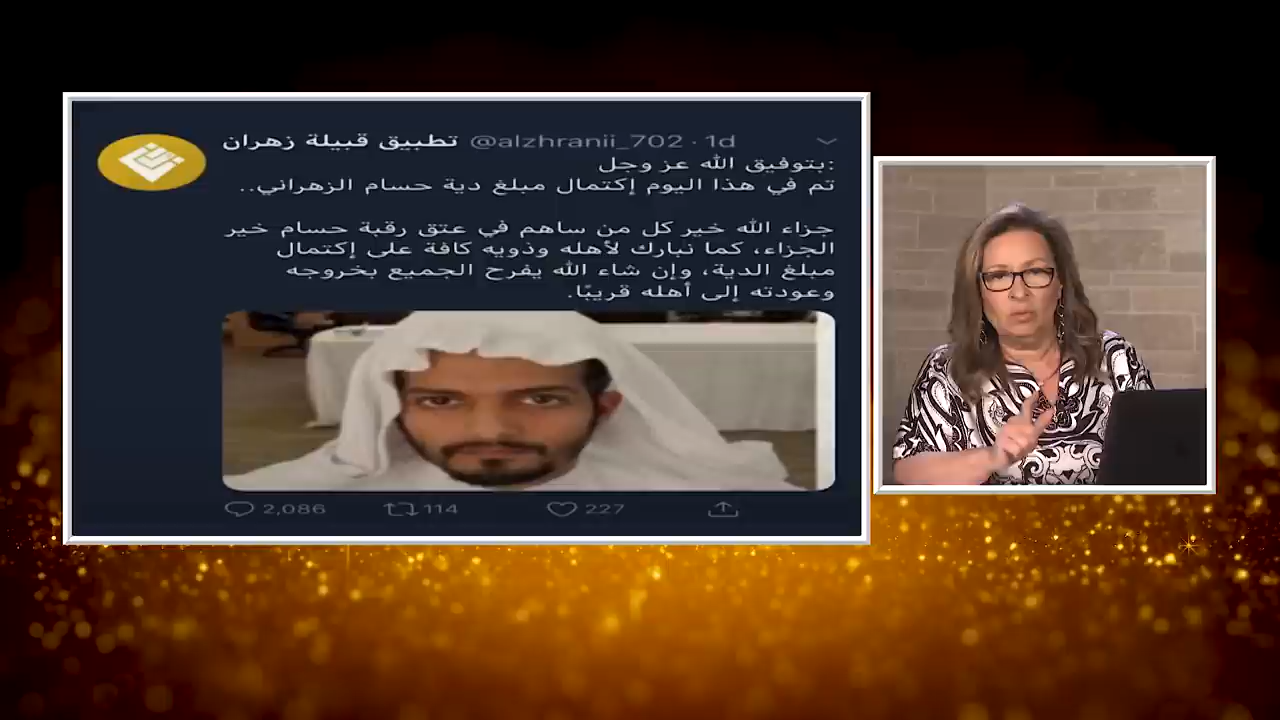 تطبيق قبيلة زهران @alzhranii_702 · 1d
بتوفيق الله عز وجل:
تم في هذا اليوم إكتمال مبلغ دية حسام الزهراني..
جزاء الله خير كل من ساهم في عتق رقبة حسام خير
الجزاء، كما نبارك لأهله وذويه كافة على إكتمال
مبلغ الدية، وإن شاء الله يفرح الجميع بخروجه
وعودته إلى أهله قريبًا.
2,086 114 227